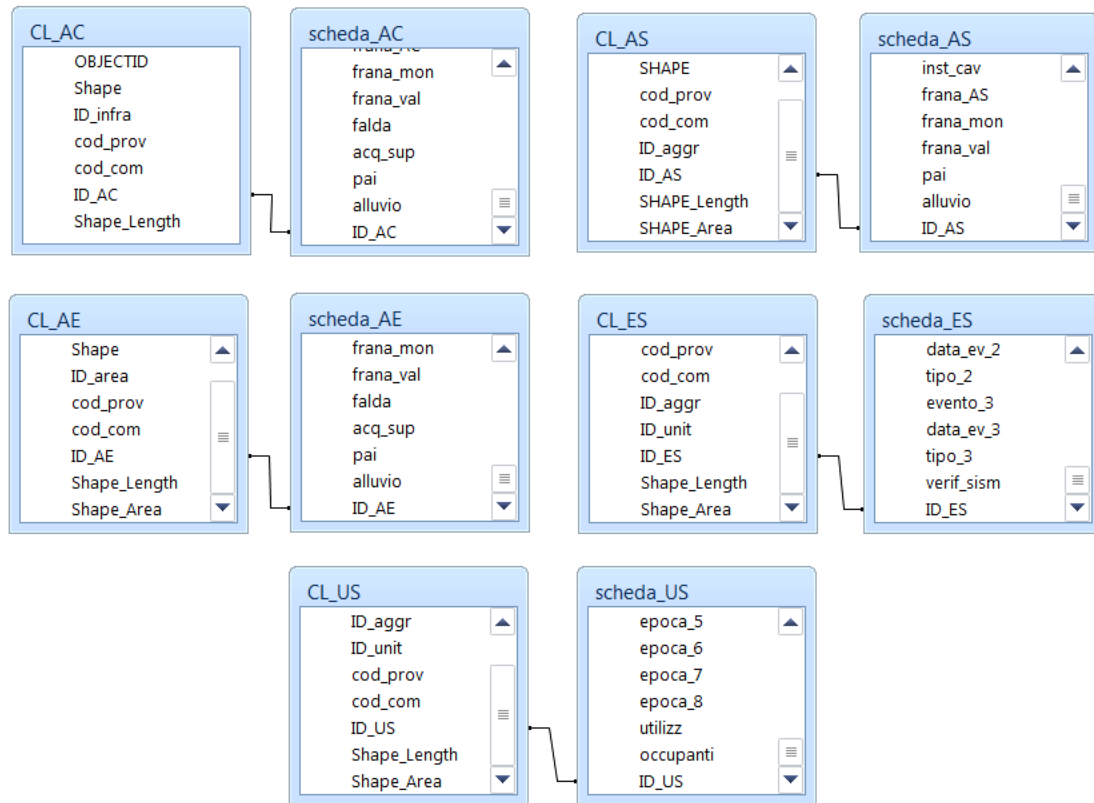 CL_AC
OBJECTID
Shape
ID_infra
cod_prov
cod_com
ID_AC
Shape_Length
scheda_AC
frana_AC
frana_mon
frana_val
falda
acq_sup
pai
alluvio
ID_AC
CL_AS
SHAPE
cod_prov
cod_com
ID_aggr
ID_AS
SHAPE_Length
SHAPE_Area
scheda_AS
inst_cav
frana_AS
frana_mon
frana_val
pai
alluvio
ID_AS
CL_AE
Shape
ID_area
cod_prov
cod_com
ID_AE
Shape_Length
Shape_Area
scheda_AE
frana_mon
frana_val
falda
acq_sup
pai
alluvio
ID_AE
CL_ES
cod_prov
cod_com
ID_aggr
ID_unit
ID_ES
Shape_Length
Shape_Area
scheda_ES
data_ev_2
tipo_2
evento_3
data_ev_3
tipo_3
verif_sism
ID_ES
CL_US
ID_aggr
ID_unit
cod_prov
cod_com
ID_US
Shape_Length
Shape_Area
scheda_US
epoca_5
epoca_6
epoca_7
epoca_8
utilizz
occupanti
ID_US